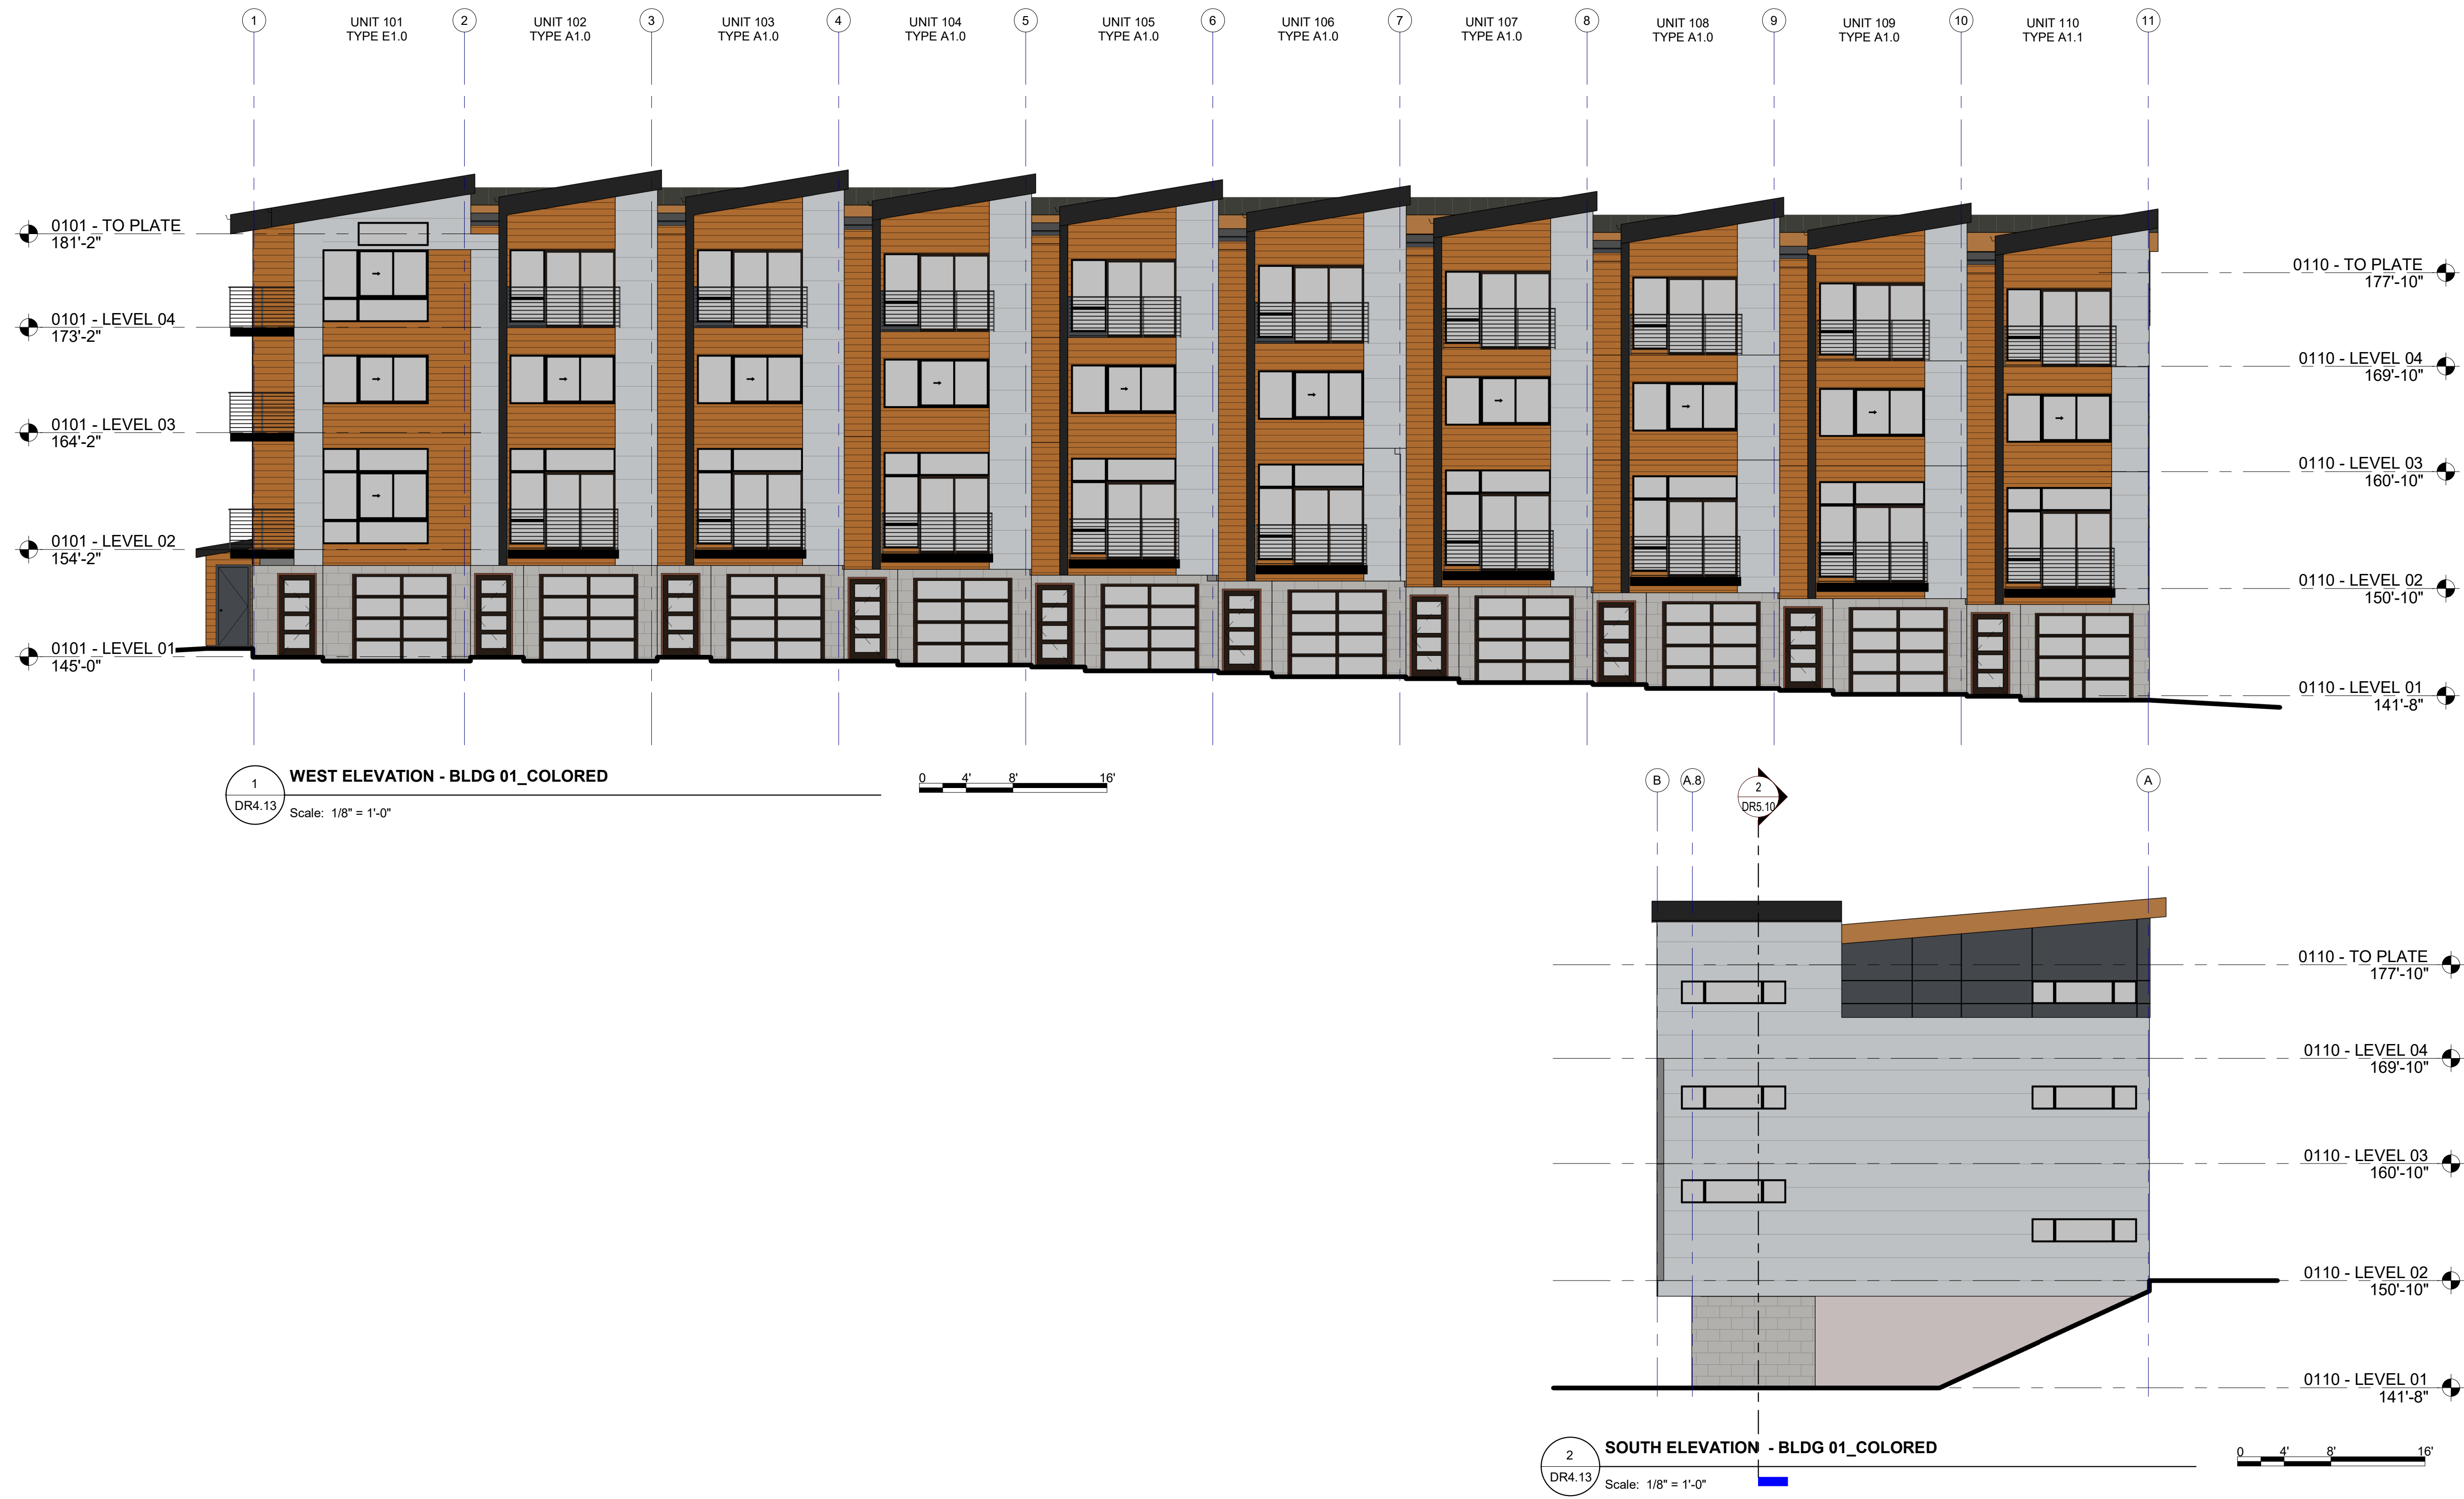 1
UNIT 101
TYPE E1.0
2
UNIT 102
TYPE A1.0
3
UNIT 103
TYPE A1.0
4
UNIT 104
TYPE A1.0
5
UNIT 105
TYPE A1.0
6
UNIT 106
TYPE A1.0
7
UNIT 107
TYPE A1.0
8
UNIT 108
TYPE A1.0
9
UNIT 109
TYPE A1.0
10
UNIT 110
TYPE A1.1
11
0101 - TO PLATE
181'-2"
0101 - LEVEL 04
173'-2"
0101 - LEVEL 03
164'-2"
0101 - LEVEL 02
154'-2"
0101 - LEVEL 01
145'-0"
0110 - TO PLATE
177'-10"
0110 - LEVEL 04
169'-10"
0110 - LEVEL 03
160'-10"
0110 - LEVEL 02
150'-10"
0110 - LEVEL 01
141'-8"
1
DR4.13
WEST ELEVATION - BLDG 01_COLORED
Scale: 1/8" = 1'-0"
0 4' 8' 16'
B
A.8
2
DR5.10
A
0110 - TO PLATE
177'-10"
0110 - LEVEL 04
169'-10"
0110 - LEVEL 03
160'-10"
0110 - LEVEL 02
150'-10"
0110 - LEVEL 01
141'-8"
2
DR4.13
SOUTH ELEVATION - BLDG 01_COLORED
Scale: 1/8" = 1'-0"
0 4' 8' 16'